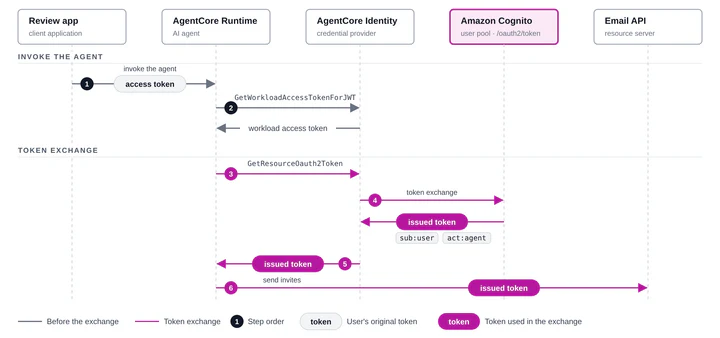 Review app
client application
AgentCore Runtime
AI agent
AgentCore Identity
credential provider
Amazon Cognito
user pool · /oauth2/token
Email API
resource server
INVOKE THE AGENT
invoke the agent
1 access token
GetWorkloadAccessTokenForJWT
2
workload access token
TOKEN EXCHANGE
GetResourceOauth2Token
3
token exchange
4
issued token
sub:user act:agent
issued token 5
send invites
6 issued token
Before the exchange Token exchange 1 Step order token User's original token token Token used in the exchange